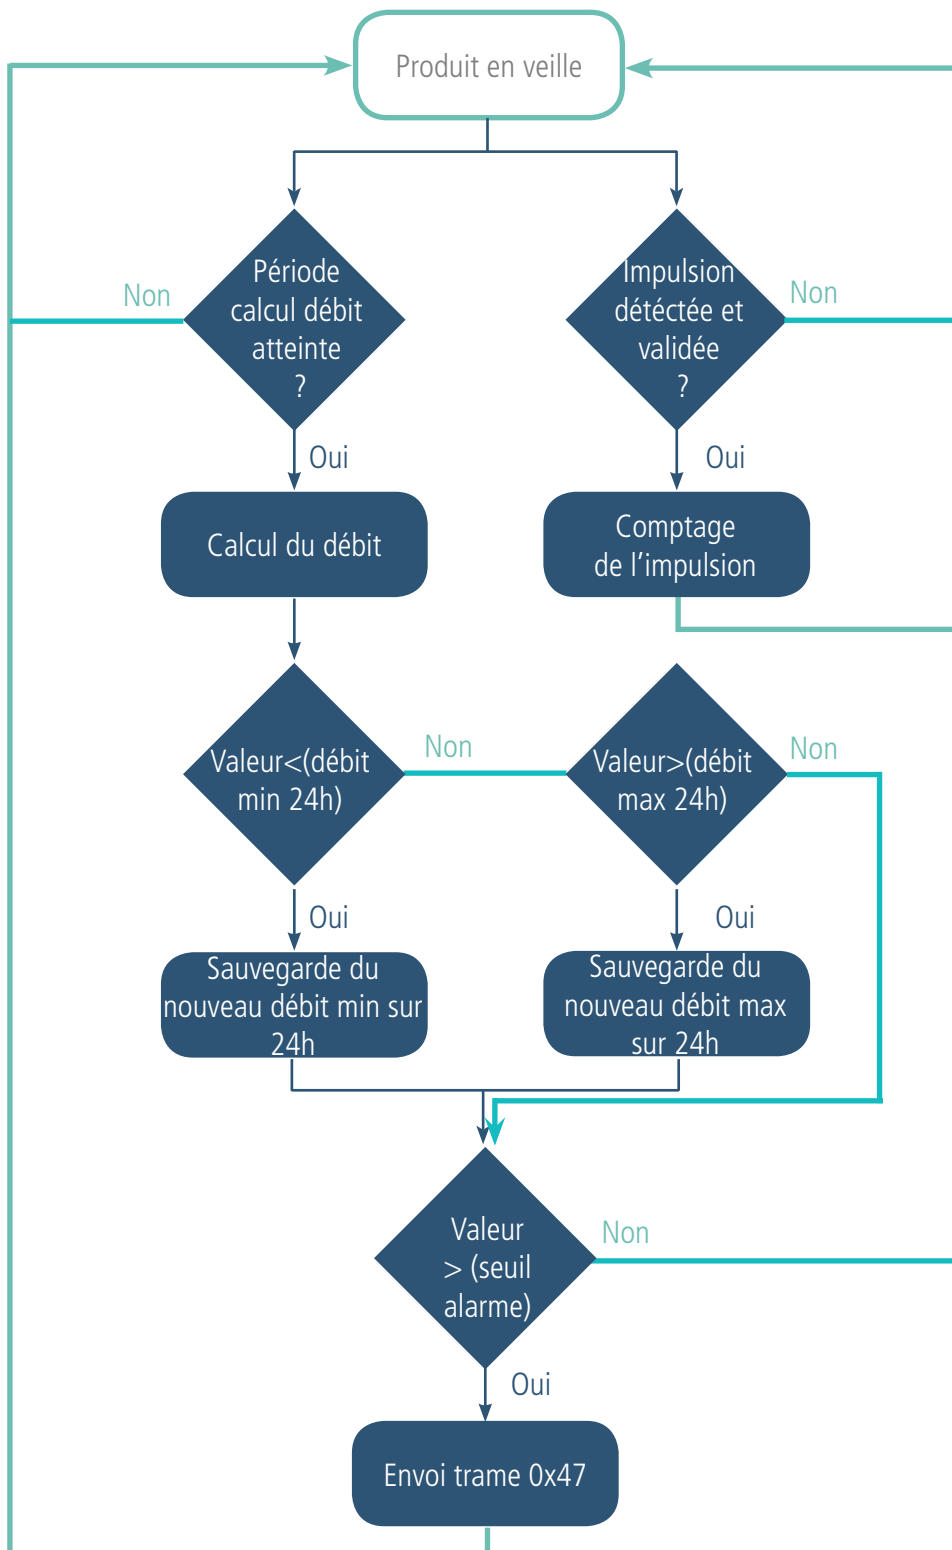 Produit en veille
Période
calcul débit
atteinte
?
Non
Impulsion
détéctée et
validée
?
Non
Oui
Oui
Calcul du débit
Comptage
de l'impulsion
Valeur<(débit
min 24h)
Non
Valeur>(débit
max 24h)
Non
Oui
Oui
Sauvegarde du
nouveau débit min sur
24h
Sauvegarde du
nouveau débit max
sur 24h
Valeur
> (seuil
alarme)
Non
Oui
Envoi trame 0x47